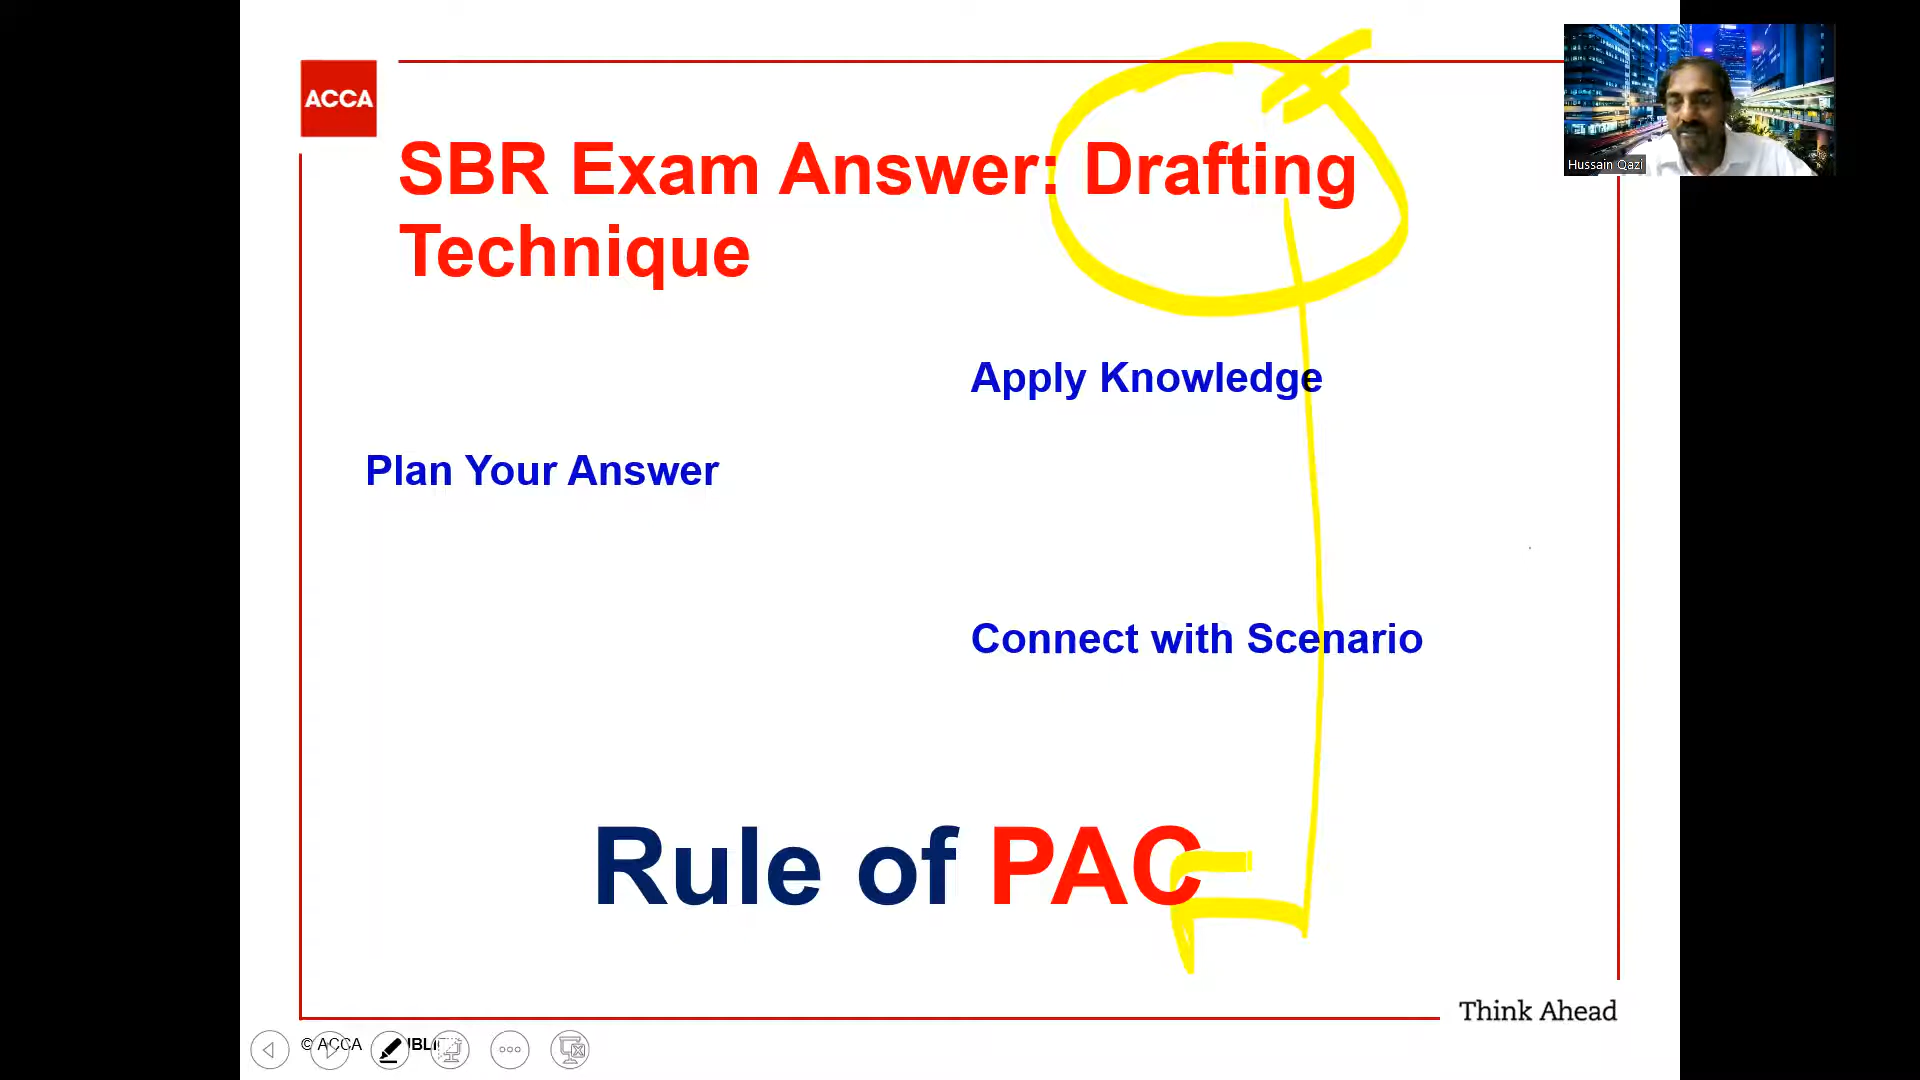 ACCA
SBR Exam Answer: Drafting
Technique
Hussain Qazi
Apply Knowledge
Plan Your Answer
Connect with Scenario
Rule of PAC
Think Ahead
© ACCA